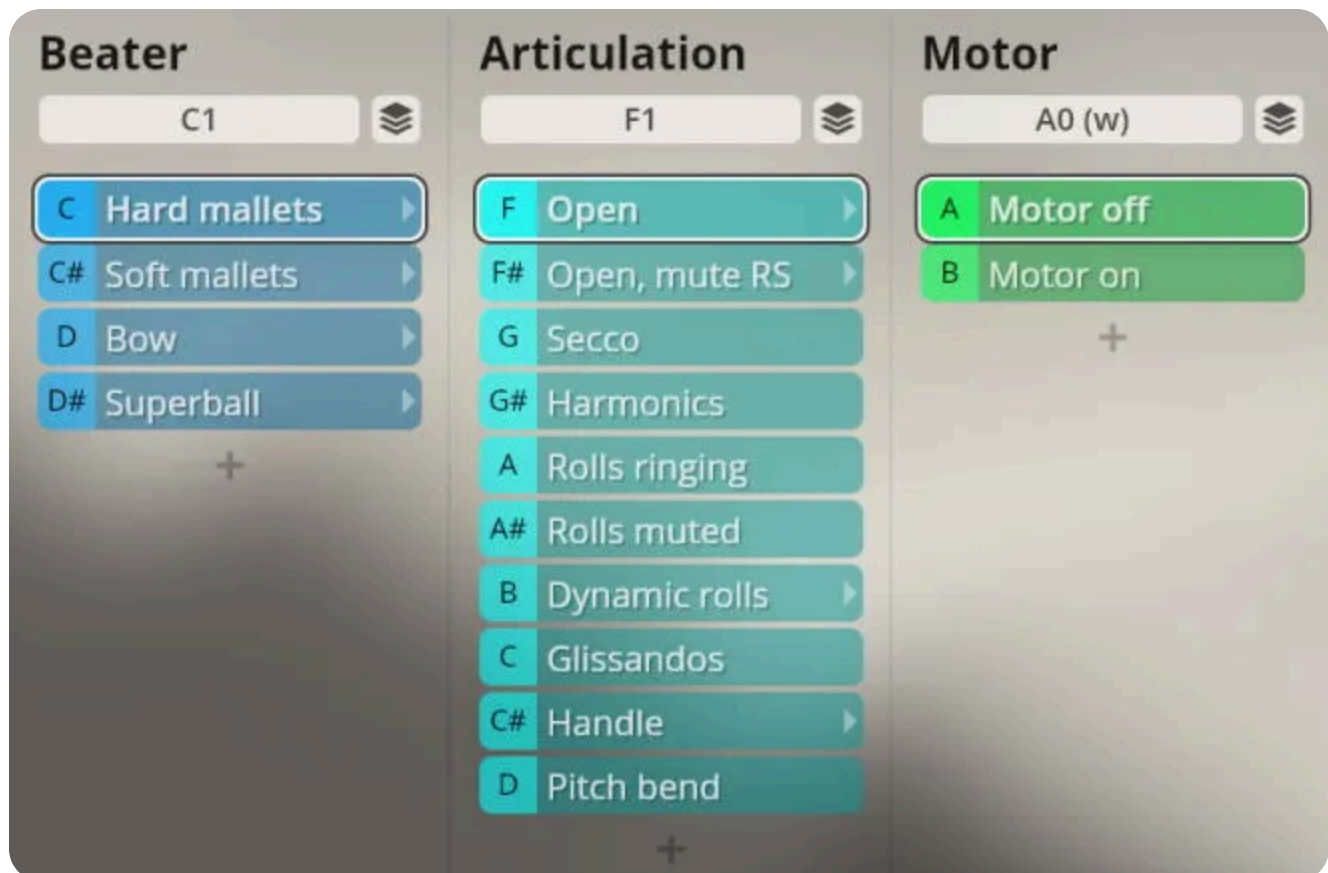 Beater
C1
C Hard mallets
C# Soft mallets
D Bow
D# Superball
+
Articulation
F1
F Open
F# Open, mute RS
G Secco
G# Harmonics
A Rolls ringing
A# Rolls muted
B Dynamic rolls
C Glissandos
C# Handle
D Pitch bend
+
Motor
A0 (w)
A Motor off
B Motor on
+